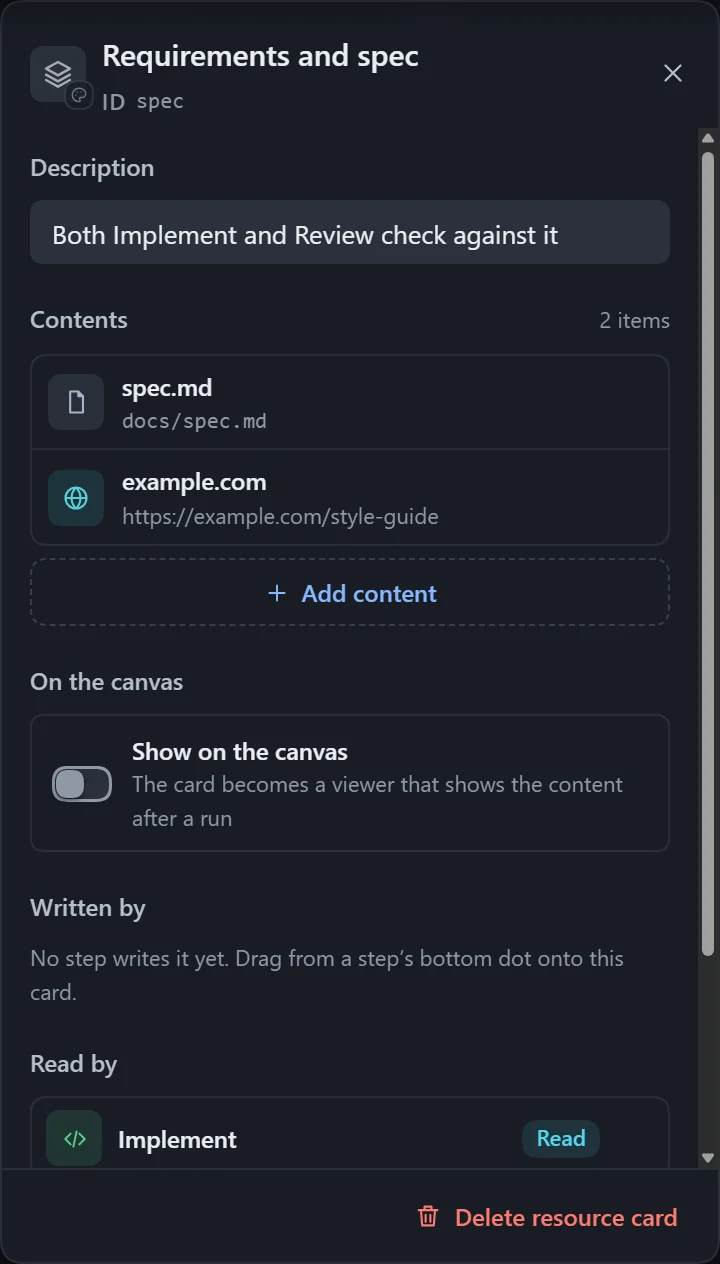 Requirements and spec
ID spec
Description
Both Implement and Review check against it
Contents
2 items
spec.md
docs/spec.md
example.com
https://example.com/style-guide
+ Add content
On the canvas
Show on the canvas
The card becomes a viewer that shows the content
after a run
Written by
No step writes it yet. Drag from a step’s bottom dot onto this
card.
Read by
Implement
Read
Delete resource card